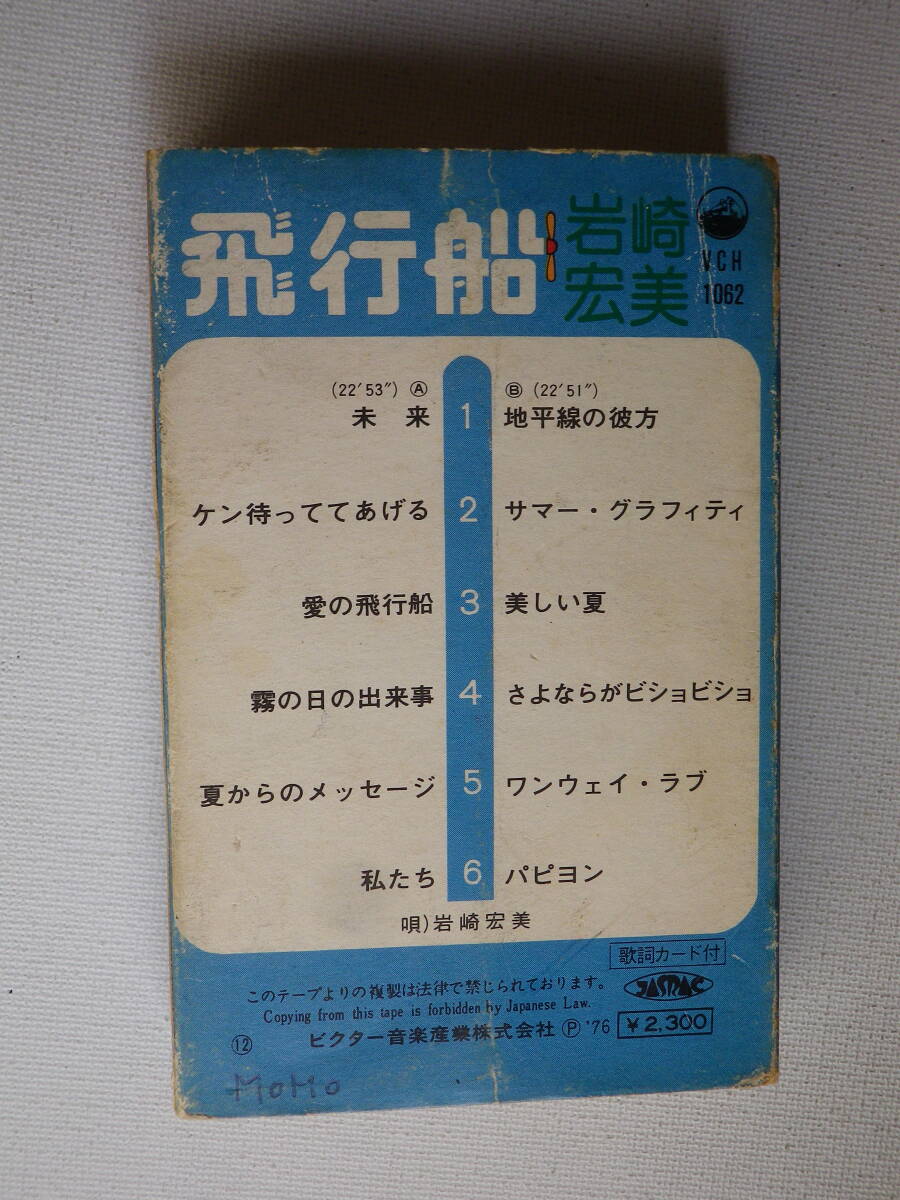 飛行船
岩崎
宏美
VCH
1062
(22′53″) Ⓐ
未来
ケン待っててあげる
愛の飛行船
霧の日の出来事
夏からのメッセージ
私たち
1
2
3
4
5
6
Ⓑ (22′51″)
地平線の彼方
サマー・グラフィティ
美しい夏
さよならがビショビショ
ワンウェイ・ラブ
パピヨン
唄)岩崎宏美
歌詞カード付
このテープよりの複製は法律で禁じられております。
Copying from this tape is forbidden by Japanese Law.
JASRAC
⑫
ビクター音楽産業株式会社 Ⓟ '76 ¥2,300
MOMO